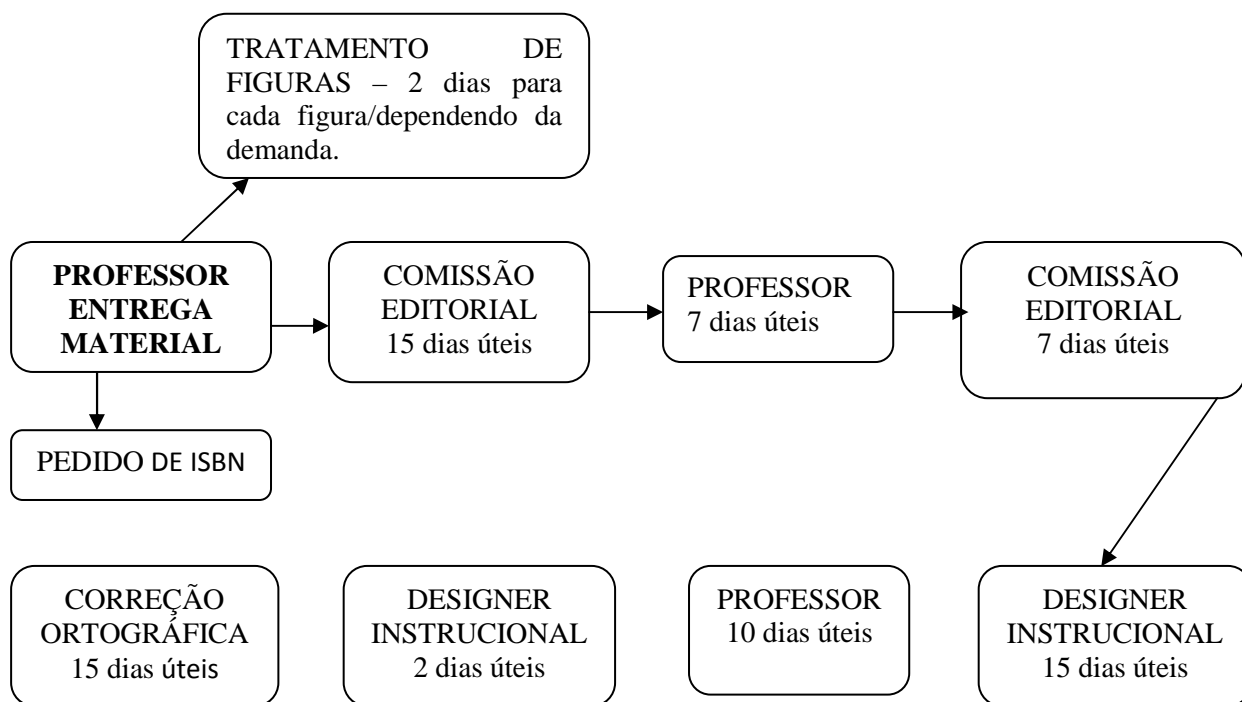 TRATAMENTO DE
FIGURAS – 2 dias para
cada figura/dependendo da
demanda.
PROFESSOR
ENTREGA
MATERIAL
COMISSÃO
EDITORIAL
15 dias úteis
PROFESSOR
7 dias úteis
COMISSÃO
EDITORIAL
7 dias úteis
PEDIDO DE ISBN
CORREÇÃO
ORTOGRÁFICA
15 dias úteis
DESIGNER
INSTRUCIONAL
2 dias úteis
PROFESSOR
10 dias úteis
DESIGNER
INSTRUCIONAL
15 dias úteis